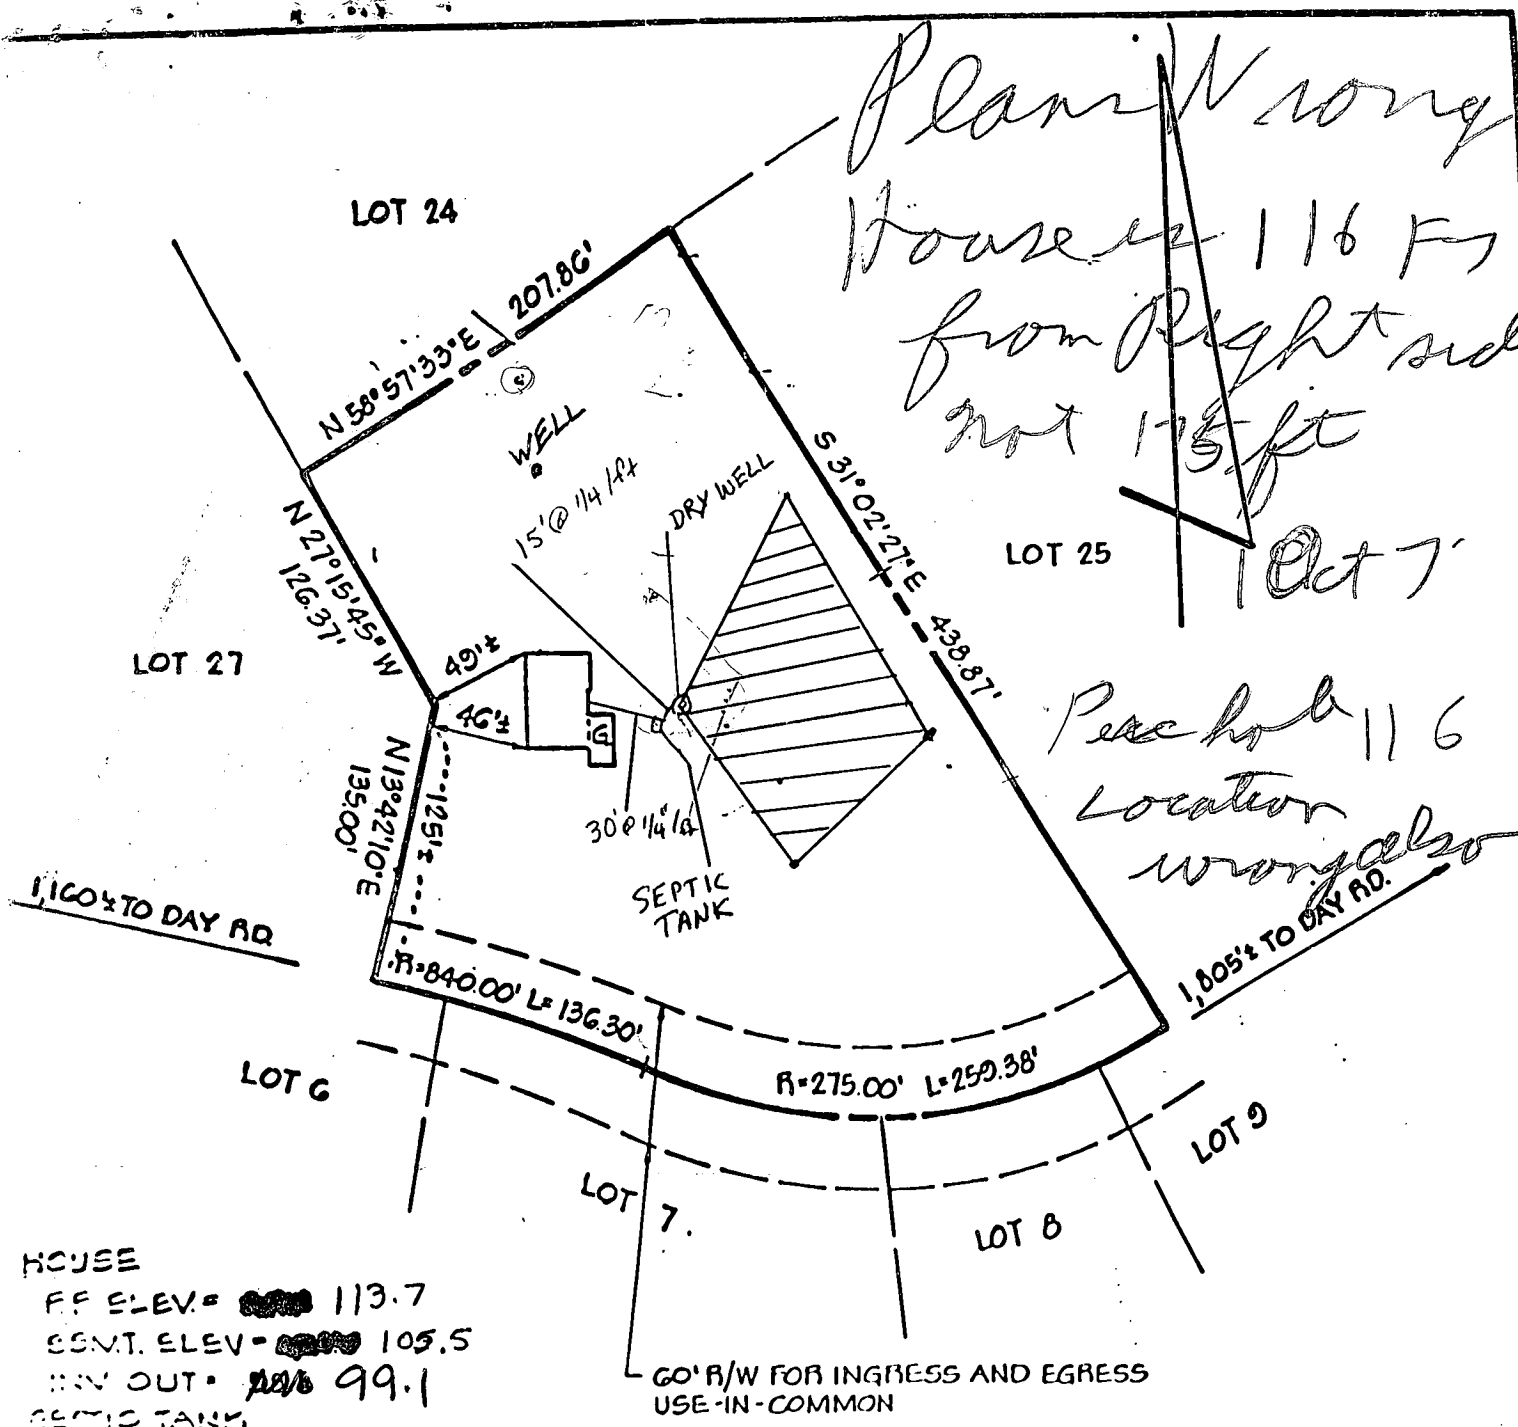 Plans Wrong
House is 116 F
from Right
not 175 ft
Oct 7
LOT 24
207.86'
N 58° 57' 33" E
WELL
15' @ 1/4 /ft
DRY WELL
S 31° 02' 27" E
438.87'
LOT 25
N 27° 15' 45" W
126.37'
LOT 27
49'±
46'±
G
Perc hole 116
Location
wrong also
N 13° 42' 10" E
135.00'
125'±
30' @ 1/4"/ft
SEPTIC
TANK
1,160'± TO DAY RD.
1,805'± TO DAY RD.
R=840.00' L=136.30'
R=275.00' L=259.38'
LOT 6
LOT 7
LOT 8
LOT 9
HOUSE
F.F ELEV.= 113.7
BSMT. ELEV= 105.5
INV OUT= 99.1
SEPTIC TANK
60' R/W FOR INGRESS AND EGRESS
USE-IN-COMMON